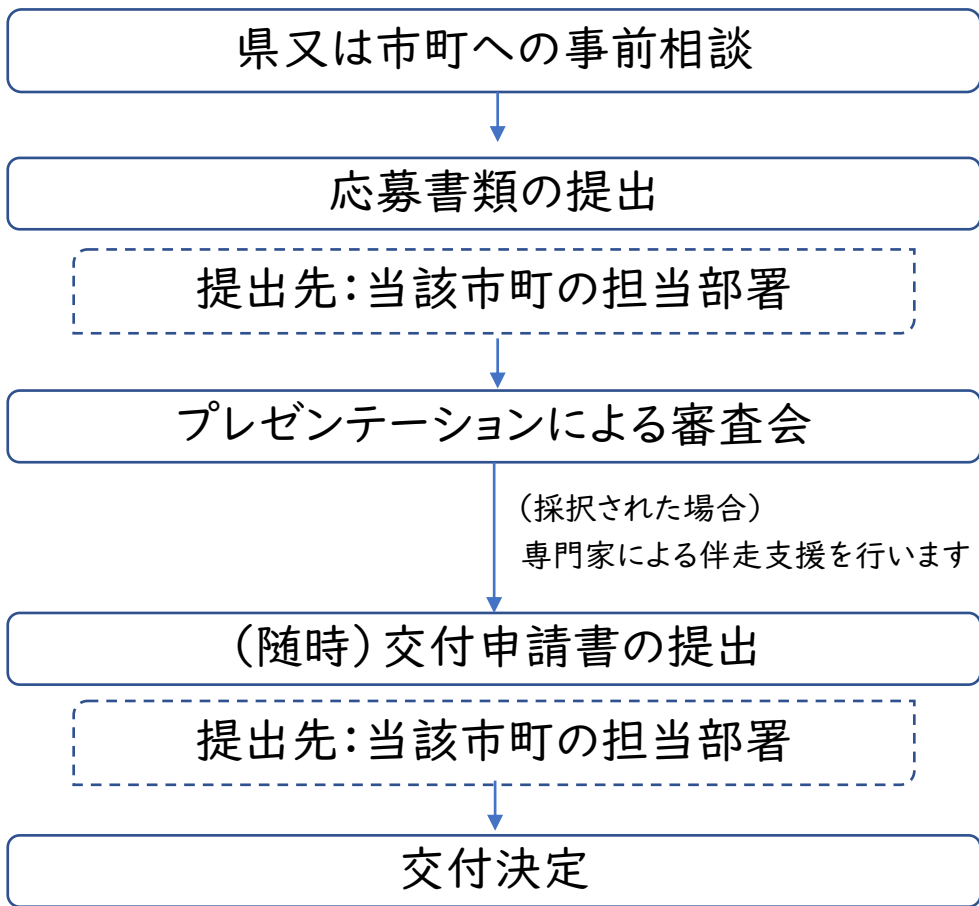 県又は市町への事前相談
応募書類の提出
提出先：当該市町の担当部署
プレゼンテーションによる審査会
（採択された場合）
専門家による伴走支援を行います
（随時）交付申請書の提出
提出先：当該市町の担当部署
交付決定